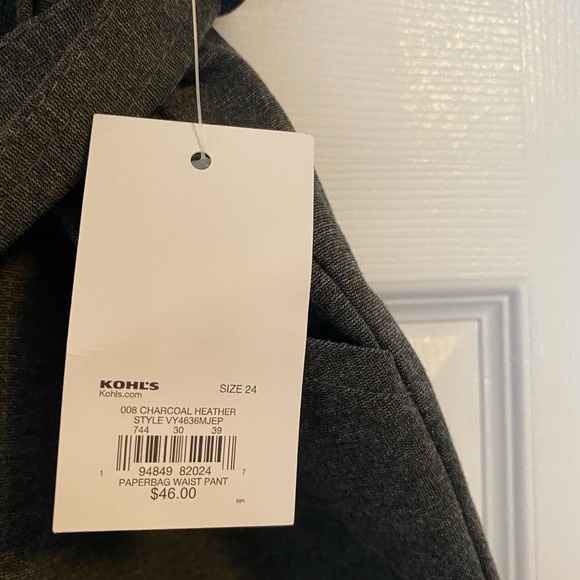 KOHL'S SIZE 24
Kohls.com
008 CHARCOAL HEATHER
STYLE VY4636MJEP
744 30 39
1 94849 82024 7
PAPERBAG WAIST PANT
$46.00
RPI